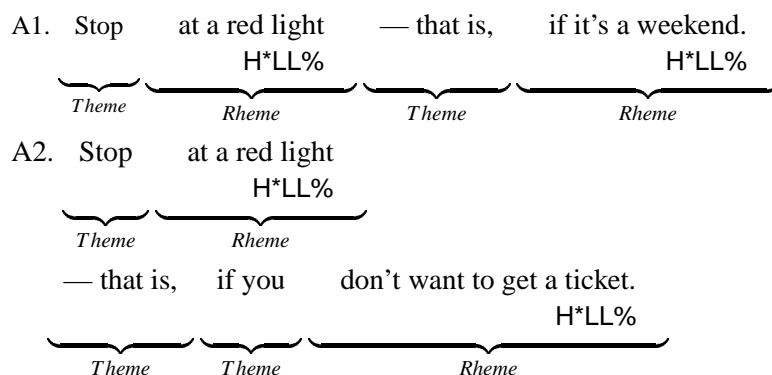 A1. Stop at a red light — that is, if it's a weekend.
H*LL% H*LL%
Theme Rheme Theme Rheme
A2. Stop at a red light
H*LL%
Theme Rheme
— that is, if you don't want to get a ticket.
H*LL%
Theme Theme Rheme